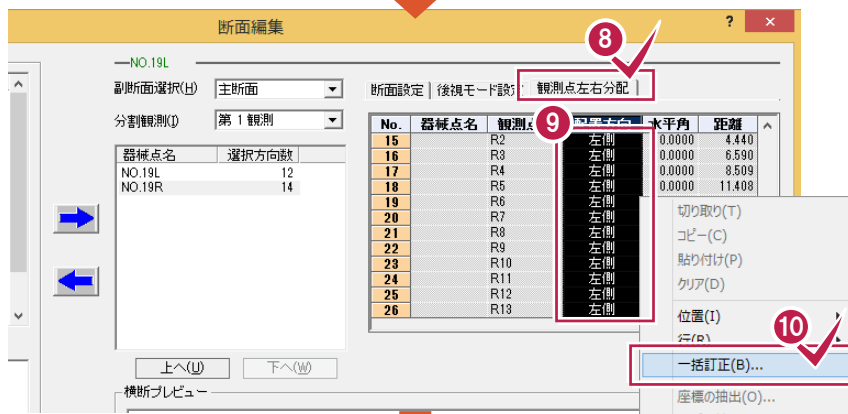 断面編集
? ×
8
NO.19L
副断面選択(H) 主断面
分割観測(I) 第 1 観測
断面設定 後視モード設定 観測点左右分配
9
器械点名 選択方向数
NO.19L 12
NO.19R 14
No. 器械点名 観測点 配置方向 水平角 距離
15 R2 左側 0.0000 4.440
16 R3 左側 0.0000 6.590
17 R4 左側 0.0000 8.509
18 R5 左側 0.0000 11.408
19 R6 左側
20 R7 左側
21 R8 左側
22 R9 左側
23 R10 左側
24 R11 左側
25 R12 左側
26 R13 左側
切り取り(T)
コピー(C)
貼り付け(P)
クリア(D)
位置(I)
10
行(R)
一括訂正(B)...
座標の抽出(O)...
上へ(U) 下へ(W)
横断プレビュー